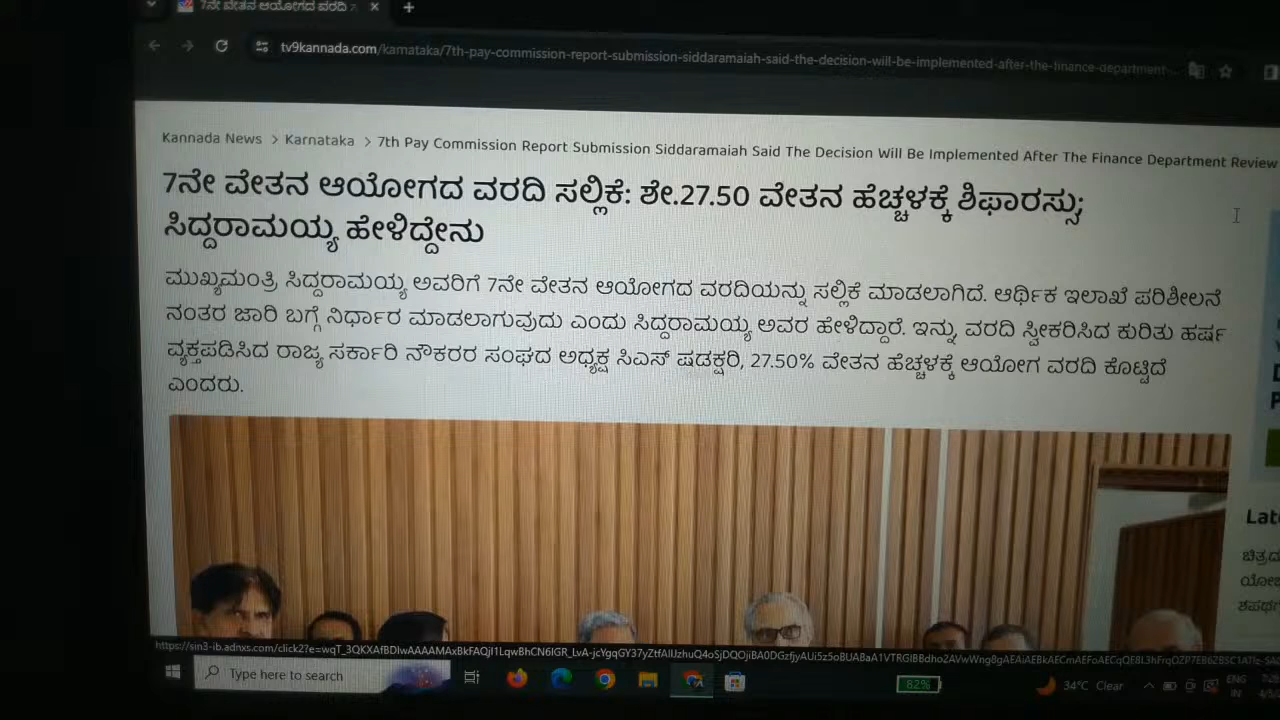 7ನೇ ವೇತನ ಆಯೋಗದ ವರದಿ
tv9kannada.com/karnataka/7th-pay-commission-report-submission-siddaramaiah-said-the-decision-will-be-implemented-after-the-finance-department-
Kannada News > Karnataka > 7th Pay Commission Report Submission Siddaramaiah Said The Decision Will Be Implemented After The Finance Department Review
7ನೇ ವೇತನ ಆಯೋಗದ ವರದಿ ಸಲ್ಲಿಕೆ: ಶೇ.27.50 ವೇತನ ಹೆಚ್ಚಳಕ್ಕೆ ಶಿಫಾರಸ್ಸು;
ಸಿದ್ದರಾಮಯ್ಯ ಹೇಳಿದ್ದೇನು
ಮುಖ್ಯಮಂತ್ರಿ ಸಿದ್ದರಾಮಯ್ಯ ಅವರಿಗೆ 7ನೇ ವೇತನ ಆಯೋಗದ ವರದಿಯನ್ನು ಸಲ್ಲಿಕೆ ಮಾಡಲಾಗಿದೆ. ಆರ್ಥಿಕ ಇಲಾಖೆ ಪರಿಶೀಲನೆ
ನಂತರ ಜಾರಿ ಬಗ್ಗೆ ನಿರ್ಧಾರ ಮಾಡಲಾಗುವುದು ಎಂದು ಸಿದ್ದರಾಮಯ್ಯ ಅವರ ಹೇಳಿದ್ದಾರೆ. ಇನ್ನು ವರದಿ ಸ್ವೀಕರಿಸಿದ ಕುರಿತು ಹರ್ಷ
ವ್ಯಕ್ತಪಡಿಸಿದ ರಾಜ್ಯ ಸರ್ಕಾರಿ ನೌಕರರ ಸಂಘದ ಅಧ್ಯಕ್ಷ ಸಿಎಸ್ ಷಡಕ್ಷರಿ, 27.50% ವೇತನ ಹೆಚ್ಚಳಕ್ಕೆ ಆಯೋಗ ವರದಿ ಕೊಟ್ಟಿದೆ
ಎಂದರು.
Lat
ಚಿತ್ರದ
ಯೋಜ
ಶಪಥ
Type here to search
82%
34°C Clear
ENG
IN